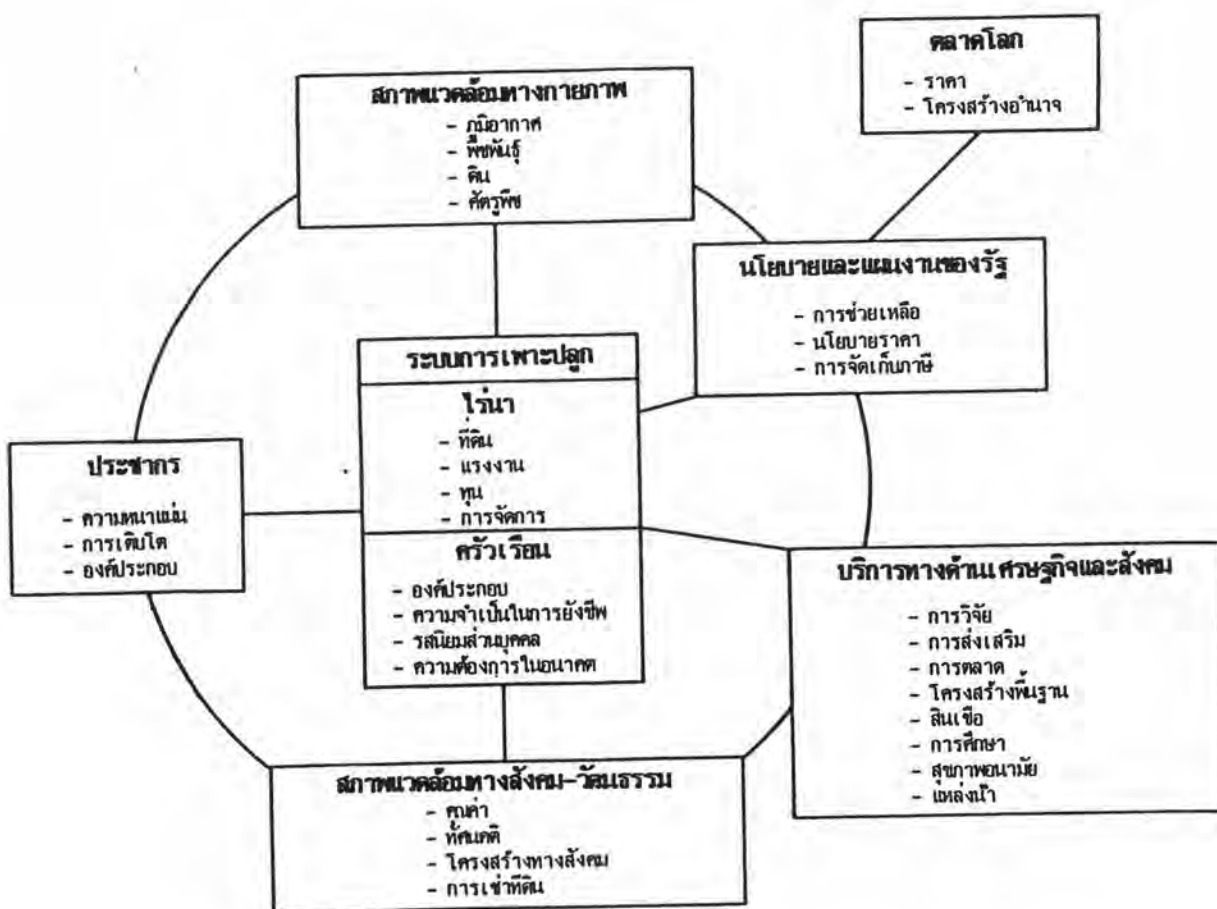 ตลาดโลก
- ราคา
- โครงสร้างอำนาจ
สภาพแวดล้อมทางกายภาพ
- ภูมิอากาศ
- พืชพันธุ์
- ดิน
- ศัตรูพืช
นโยบายและแผนงานของรัฐ
- การช่วยเหลือ
- นโยบายราคา
- การจัดเก็บภาษี
ระบบการเพาะปลูก
ไร่นา
- ที่ดิน
- แรงงาน
- ทุน
- การจัดการ
ครัวเรือน
- องค์ประกอบ
- ความจำเป็นในการยังชีพ
- รสนิยมส่วนบุคคล
- ความต้องการในอนาคต
ประชากร
- ความหนาแน่น
- การเติบโต
- องค์ประกอบ
บริการทางด้านเศรษฐกิจและสังคม
- การวิจัย
- การส่งเสริม
- การตลาด
- โครงสร้างพื้นฐาน
- สินเชื่อ
- การศึกษา
- สุขภาพอนามัย
- แหล่งน้ำ
สภาพแวดล้อมทางสังคม-วัฒนธรรม
- คุณค่า
- ทัศนคติ
- โครงสร้างทางสังคม
- การเช่าที่ดิน